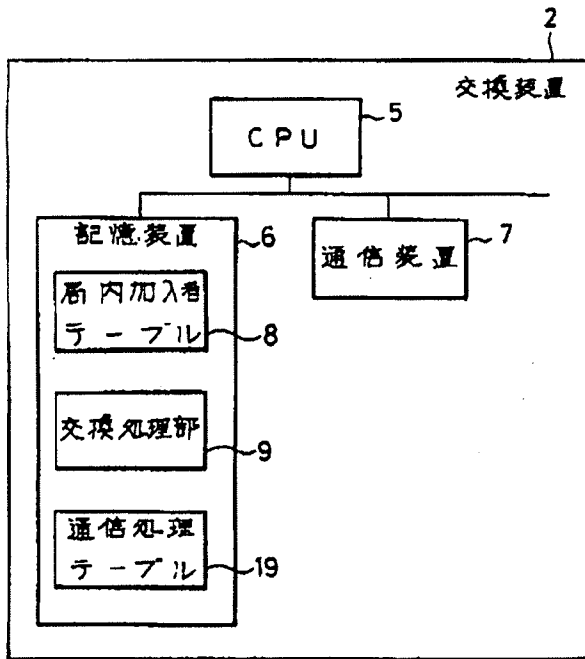 2
交換装置
5
CPU
記憶装置
6
通信装置
7
局内加入者
テーブル
8
交換処理部
9
通信処理
テーブル
19